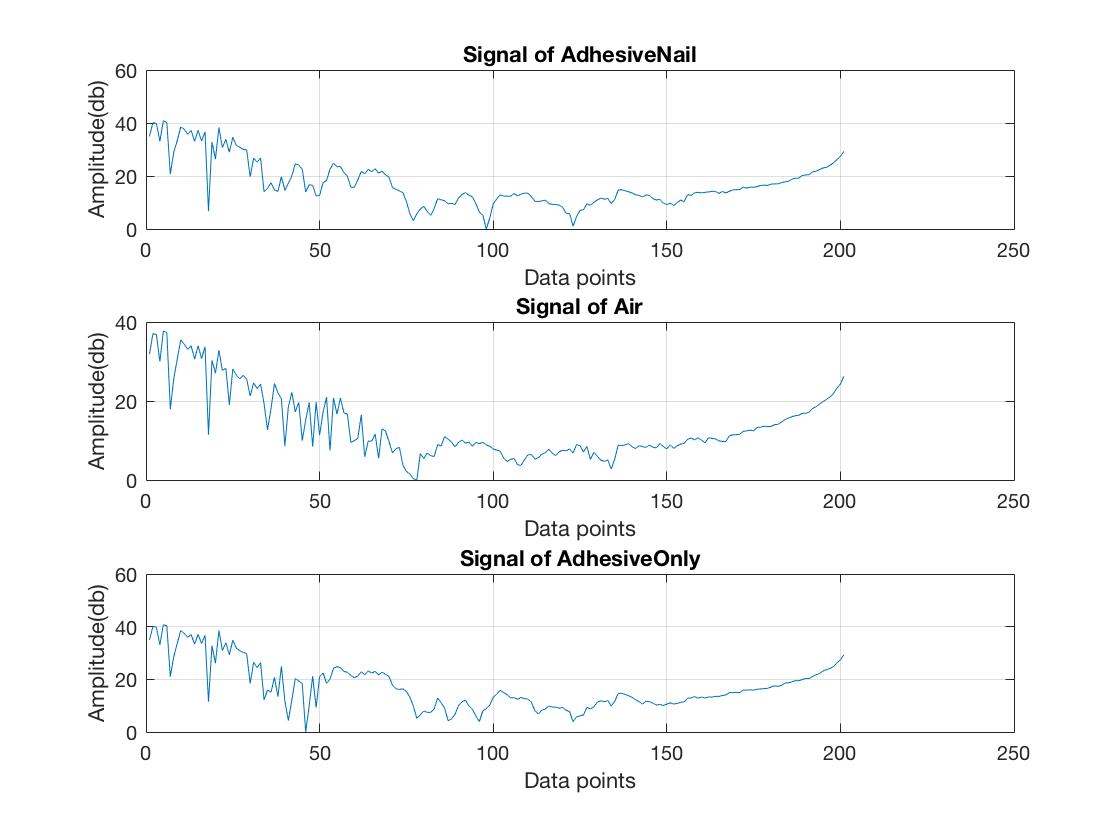 Signal of AdhesiveNail
60
40
20
0
Amplitude(db)
0 50 100 150 200 250
Data points
Signal of Air
40
20
0
Amplitude(db)
0 50 100 150 200 250
Data points
Signal of AdhesiveOnly
60
40
20
0
Amplitude(db)
0 50 100 150 200 250
Data points